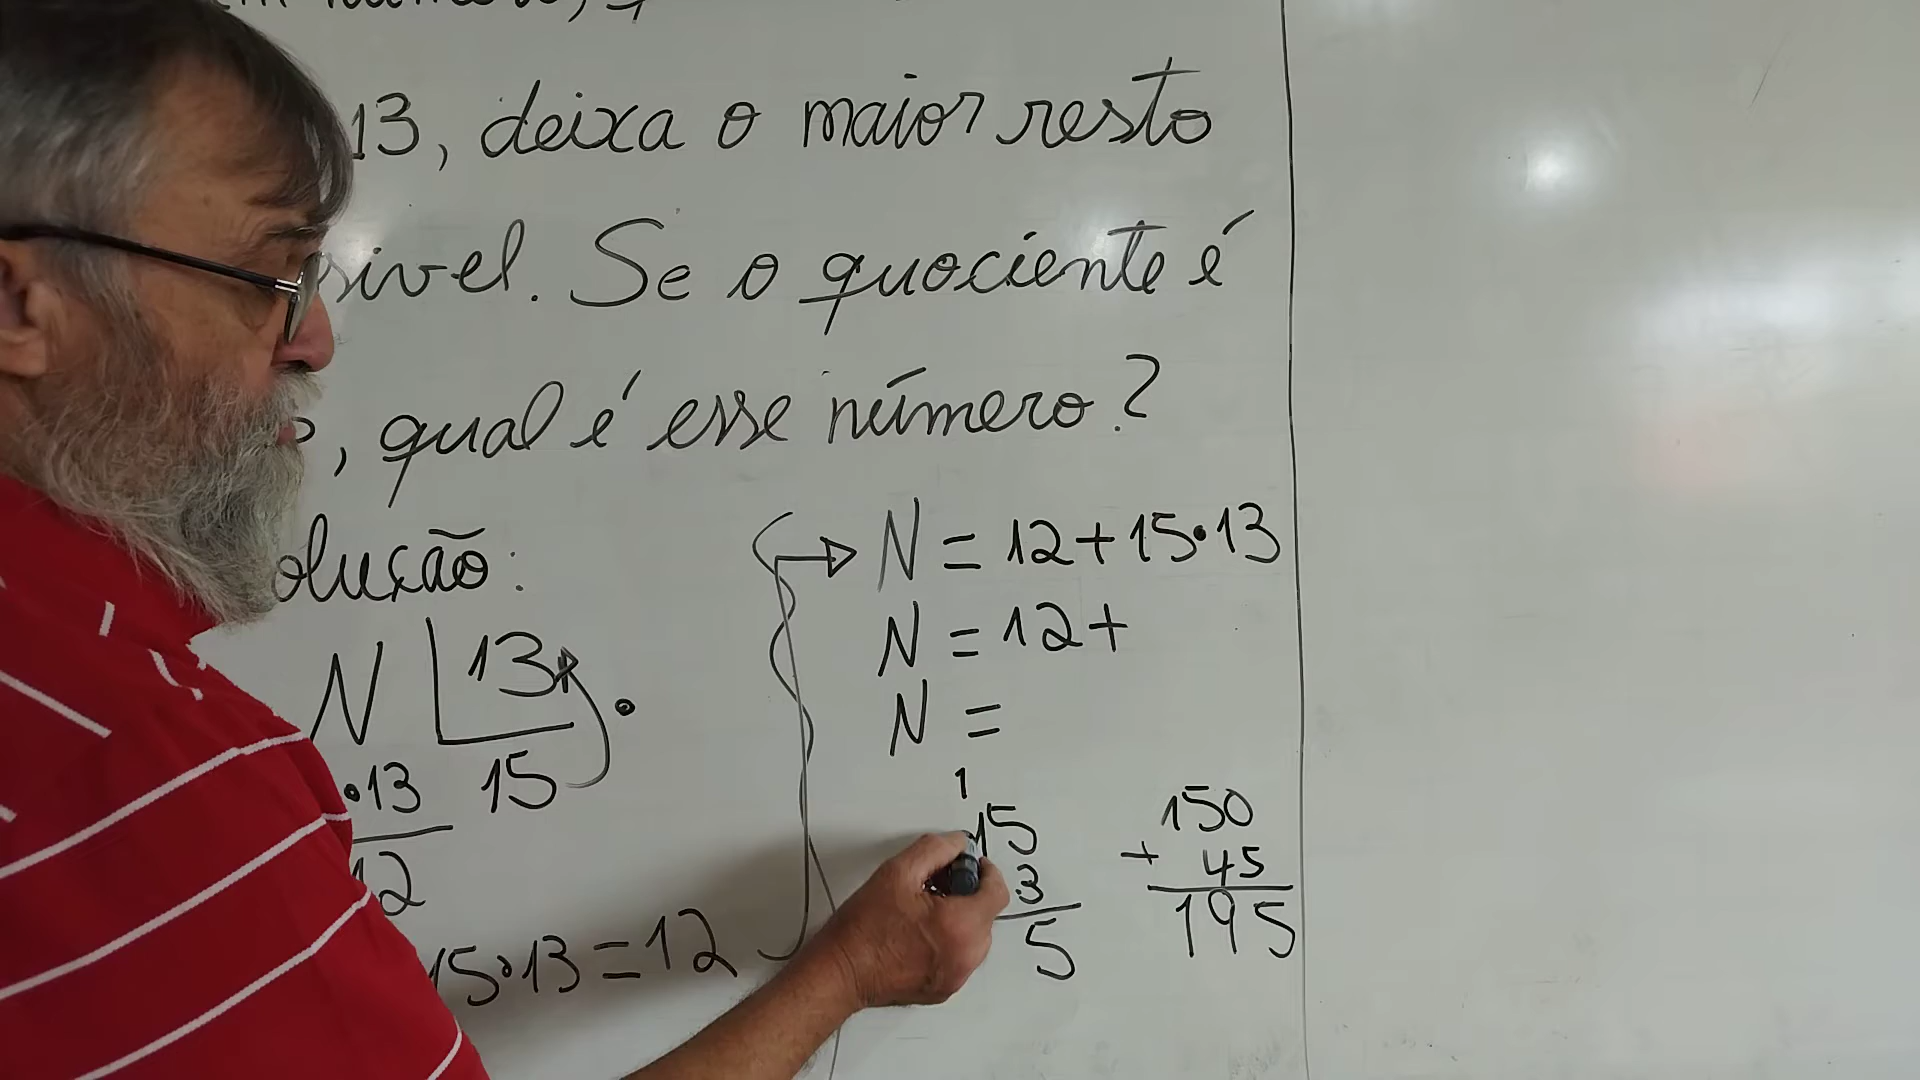 13, deixa o maior resto
sivel. Se o quociente é
, qual é esse número?
olução:
N 13
15
•13
12
15•13=12
N = 12+15•13
N = 12+
N =
1
15
3
5
150
+ 45
195